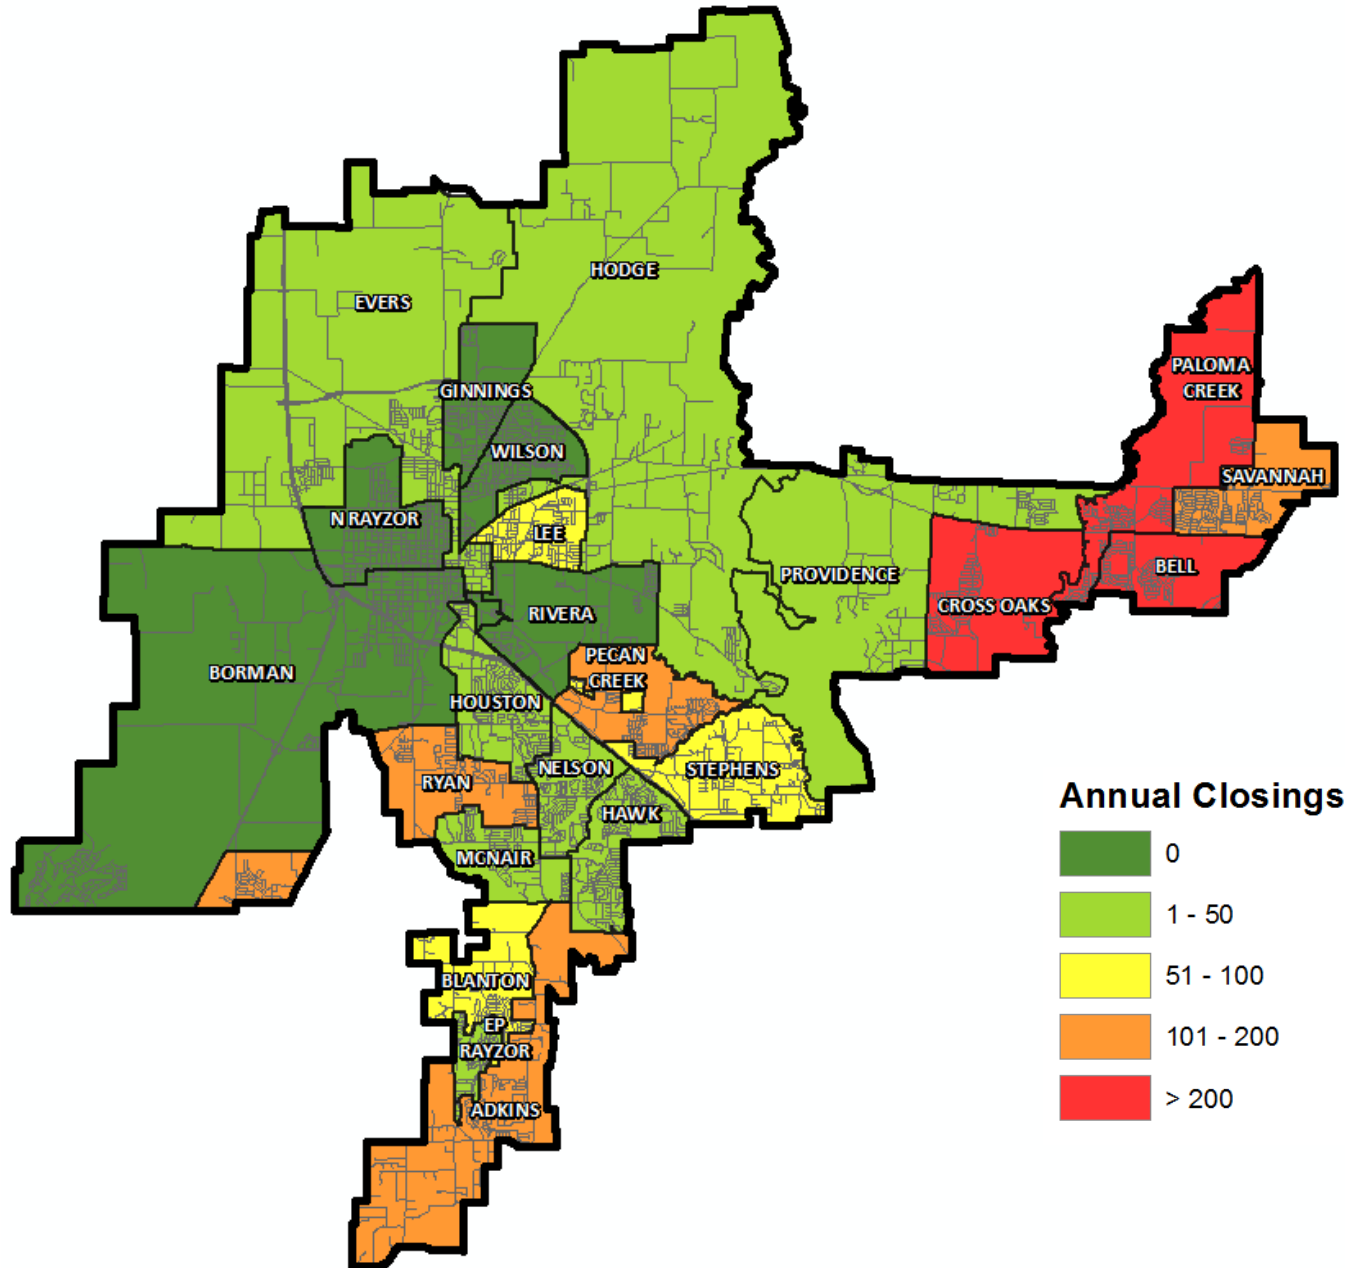 HODGE
EVERS
PALOMA
CREEK
GINNINGS
WILSON
SAVANNAH
N RAYZOR
LEE
BELL
PROVIDENCE
CROSS OAKS
RIVERA
PECAN
CREEK
BORMAN
HOUSTON
NELSON
STEPHENS
RYAN
HAWK
MCNAIR
BLANTON
EP
RAYZOR
ADKINS
Annual Closings
0
1 - 50
51 - 100
101 - 200
> 200